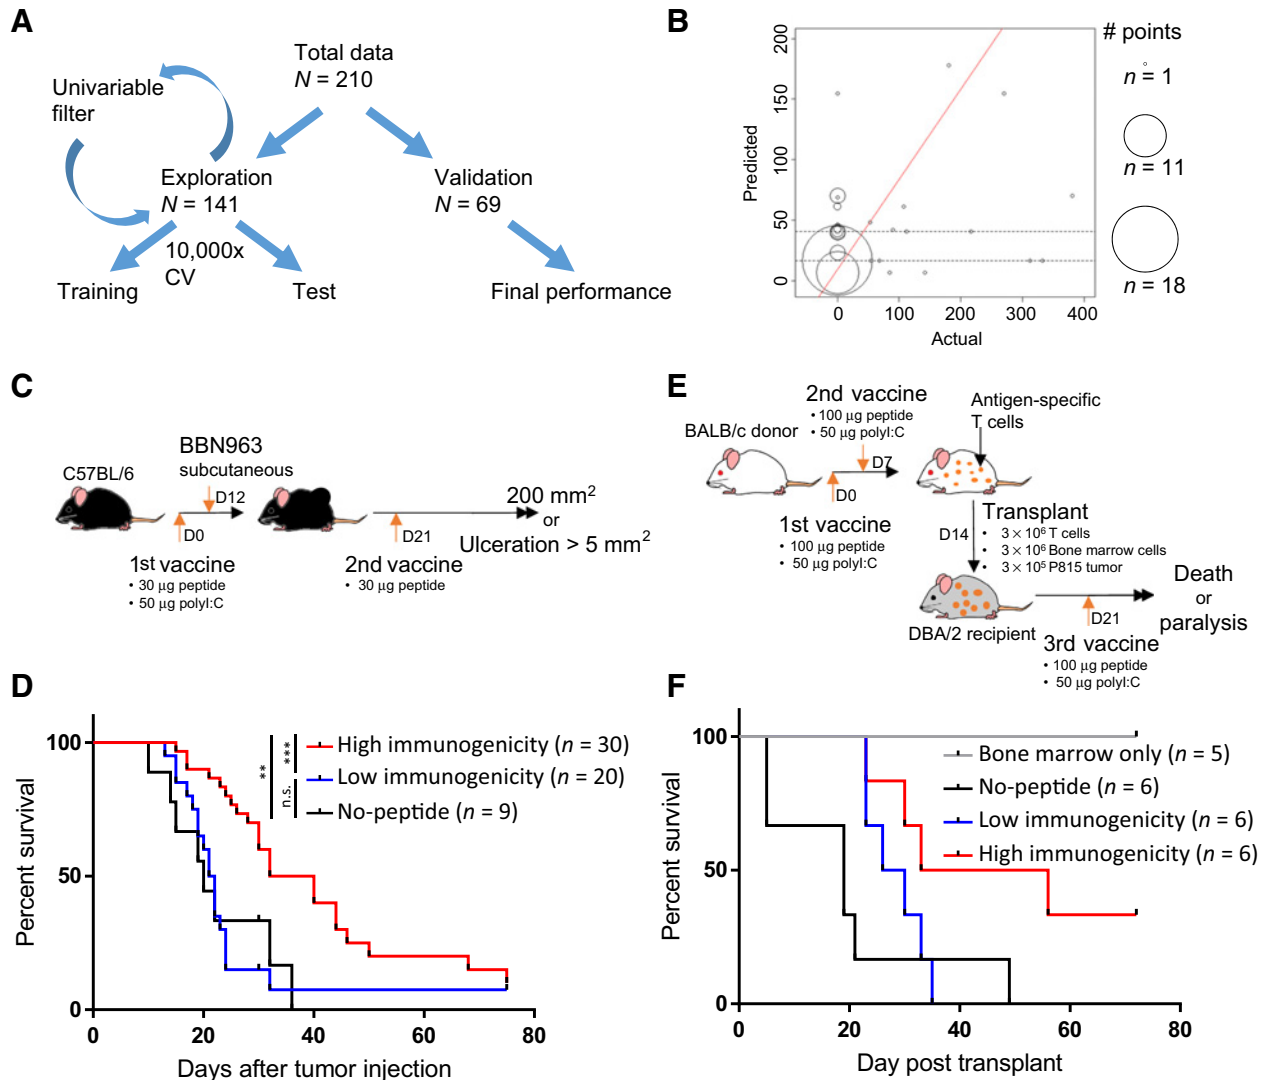 A
Total data
N = 210
Univariable
filter
Exploration
N = 141
Validation
N = 69
10,000x
CV
Training
Test
Final performance
B
Predicted
0
50
100
150
200
0
100
200
300
400
Actual
# points
n = 1
n = 11
n = 18
C
C57BL/6
BBN963
subcutaneous
D12
D0
1st vaccine
• 30 µg peptide
• 50 µg polyI:C
D21
2nd vaccine
• 30 µg peptide
200 mm²
or
Ulceration > 5 mm²
E
BALB/c donor
2nd vaccine
• 100 µg peptide
• 50 µg polyI:C
D7
D0
1st vaccine
• 100 µg peptide
• 50 µg polyI:C
Antigen-specific
T cells
D14
Transplant
• 3 × 10⁶ T cells
• 3 × 10⁶ Bone marrow cells
• 3 × 10⁵ P815 tumor
DBA/2 recipient
D21
3rd vaccine
• 100 µg peptide
• 50 µg polyI:C
Death
or
paralysis
D
Percent survival
100
50
0
0
20
40
60
80
Days after tumor injection
**
***
n.s.
High immunogenicity (n = 30)
Low immunogenicity (n = 20)
No-peptide (n = 9)
F
Percent survival
100
50
0
0
20
40
60
80
Day post transplant
Bone marrow only (n = 5)
No-peptide (n = 6)
Low immunogenicity (n = 6)
High immunogenicity (n = 6)